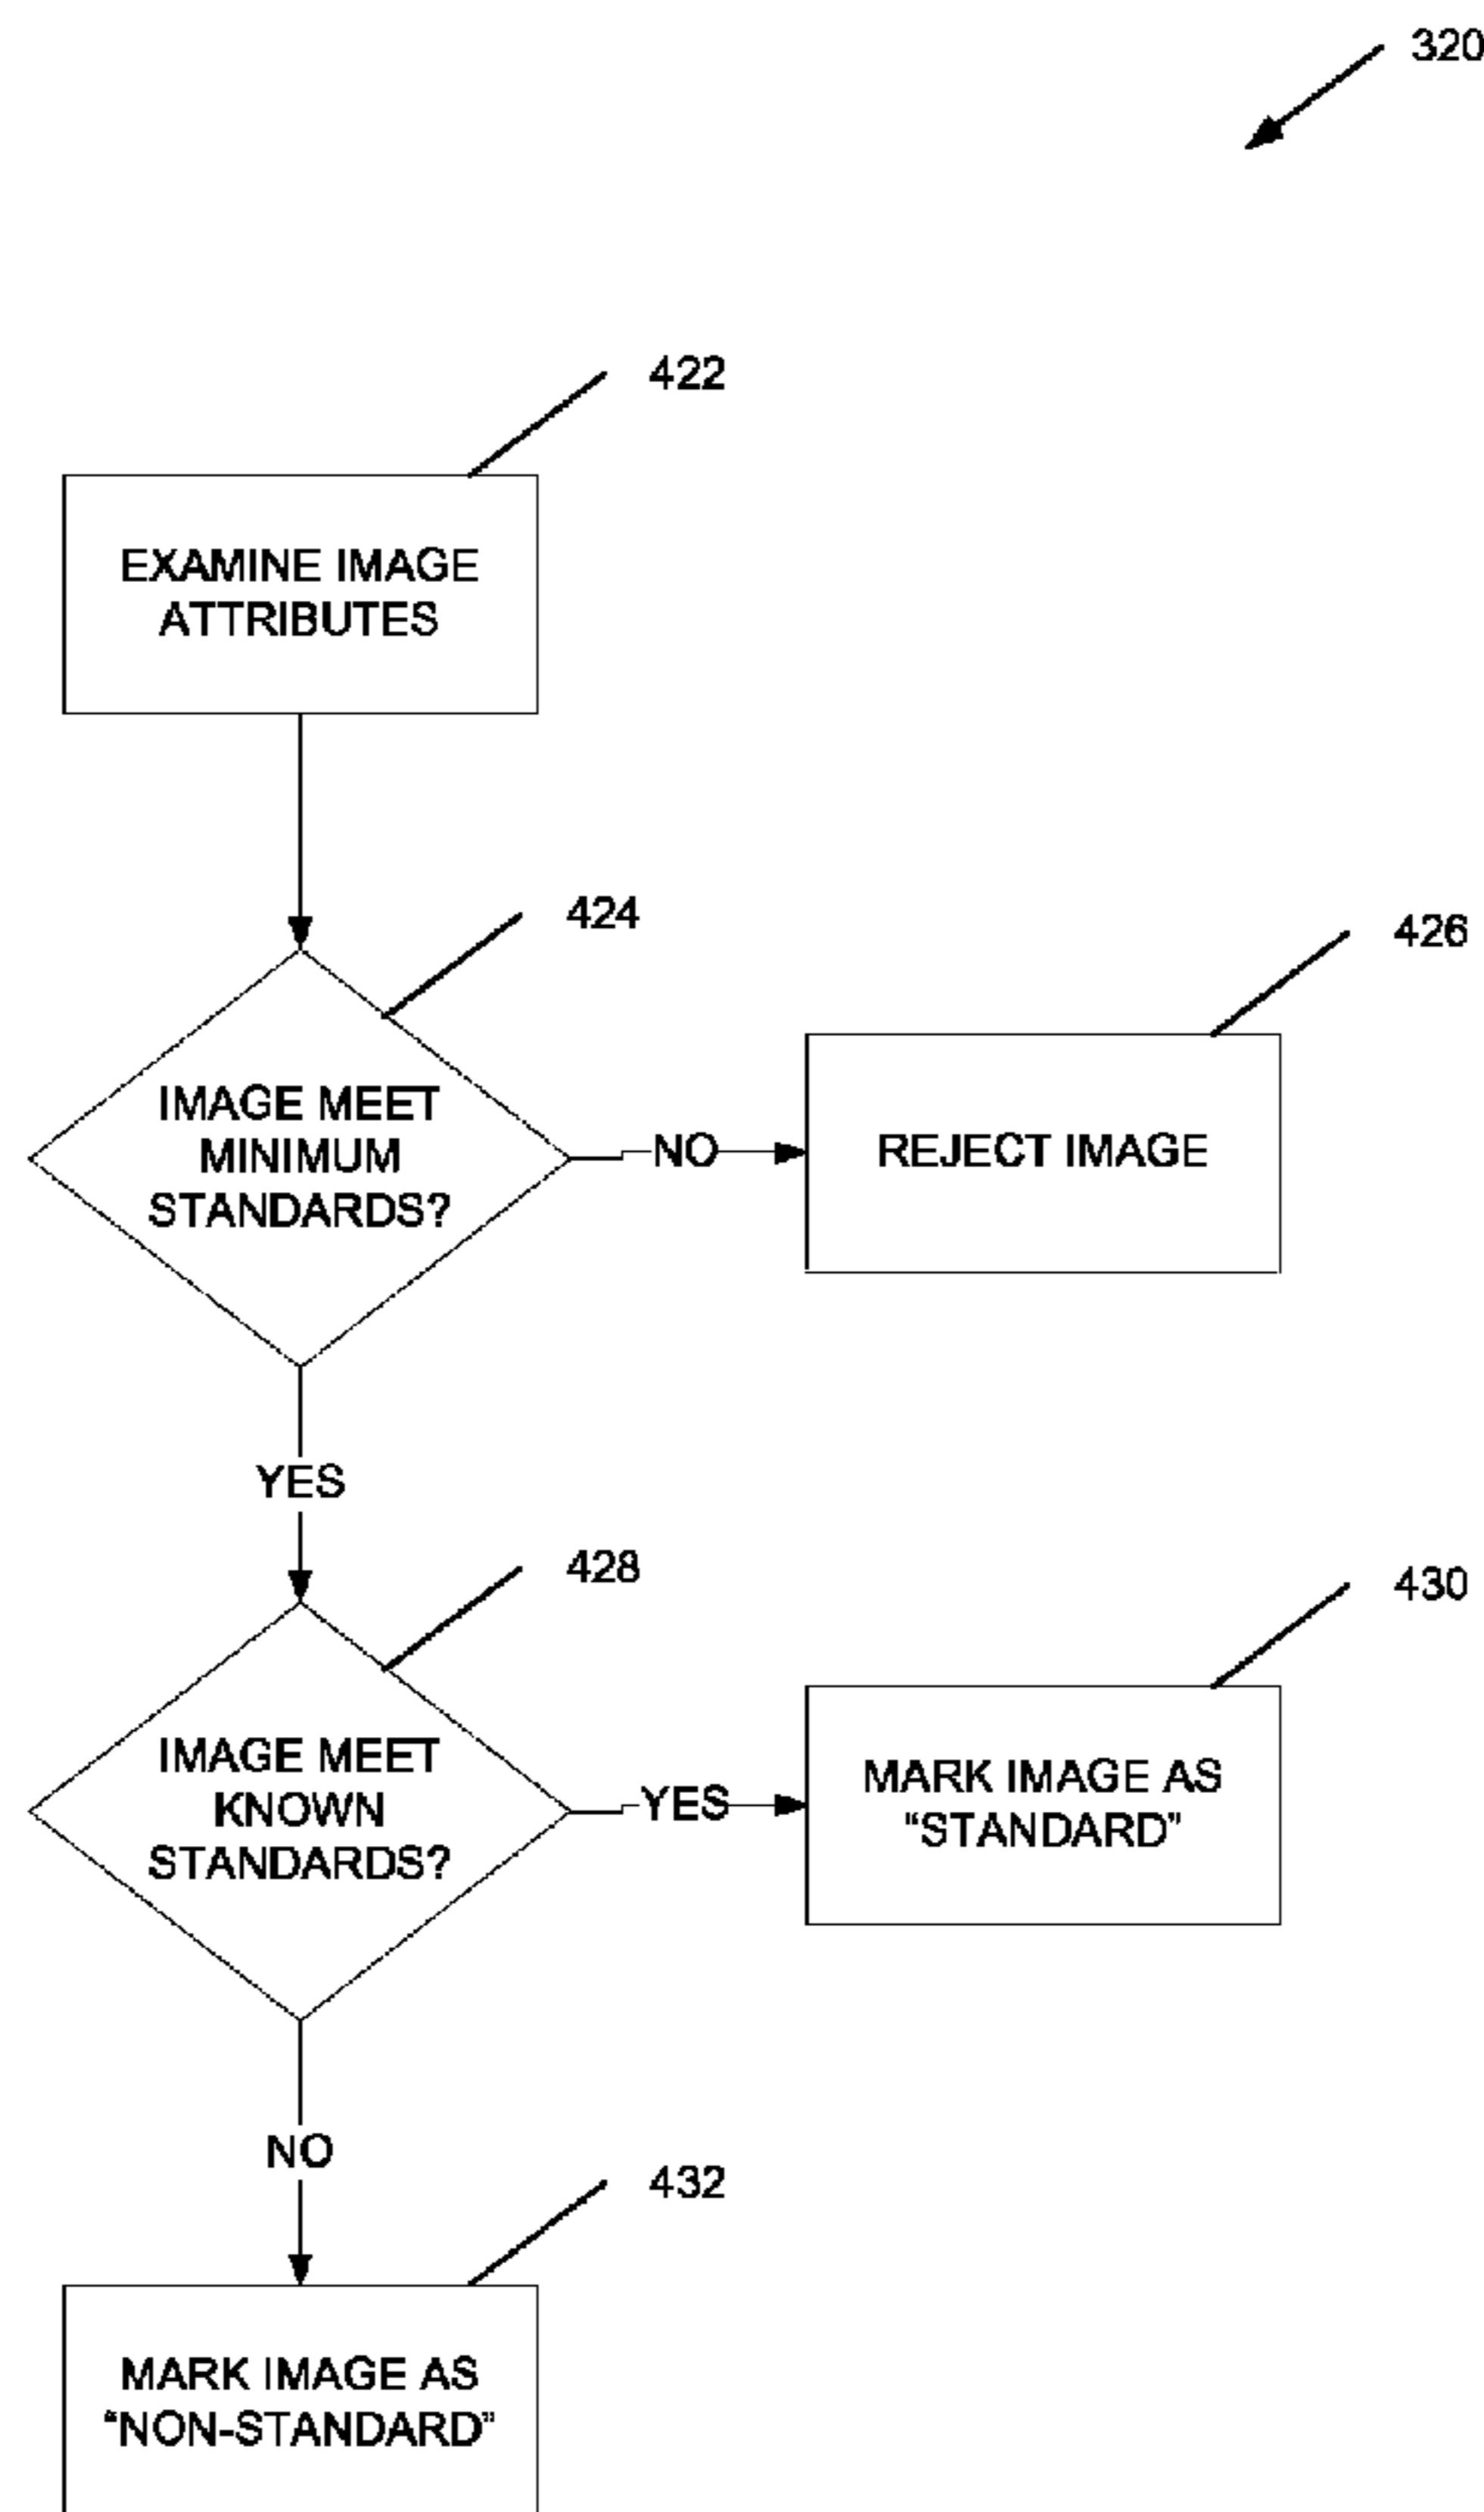 320
422
EXAMINE IMAGE
ATTRIBUTES
424
426
IMAGE MEET
MINIMUM
STANDARDS?
NO
REJECT IMAGE
YES
428
430
IMAGE MEET
KNOWN
STANDARDS?
YES
MARK IMAGE AS
“STANDARD”
NO
432
MARK IMAGE AS
“NON-STANDARD”